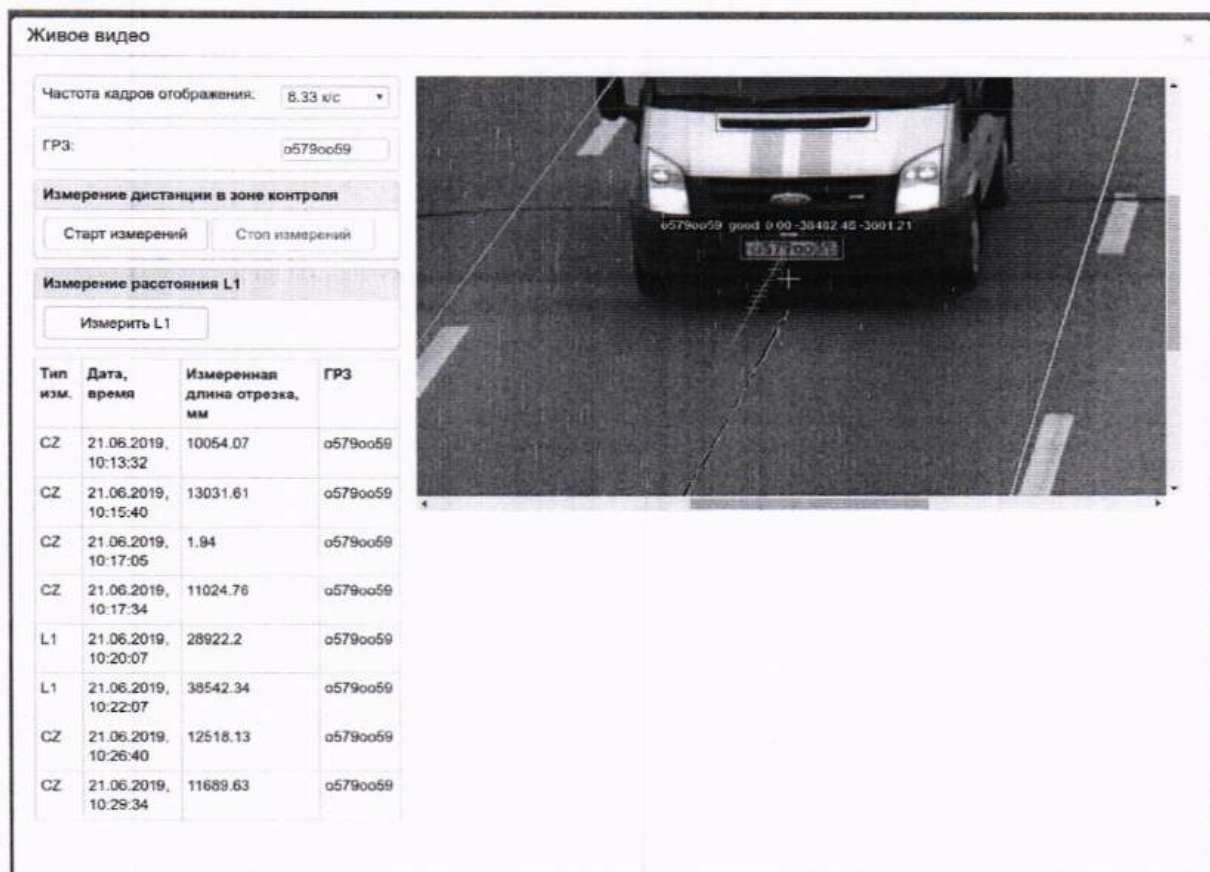 Живое видео
Частота кадров отображения: 8.33 к/с
ГРЗ: о579оо59
Измерение дистанции в зоне контроля
Старт измерений Стоп измерений
Измерение расстояния L1
Измерить L1
Тип изм. Дата, время Измеренная длина отрезка, мм ГРЗ
CZ 21.06.2019, 10:13:32 10054.07 о579оо59
CZ 21.06.2019, 10:15:40 13031.61 о579оо59
CZ 21.06.2019, 10:17:05 1.94 о579оо59
CZ 21.06.2019, 10:17:34 11024.76 о579оо59
L1 21.06.2019, 10:20:07 28922.2 о579оо59
L1 21.06.2019, 10:22:07 38542.34 о579оо59
CZ 21.06.2019, 10:26:40 12518.13 о579оо59
CZ 21.06.2019, 10:29:34 11689.63 о579оо59
о579оо59 good 0.00 -38482.48 -3601.21
о579оо59